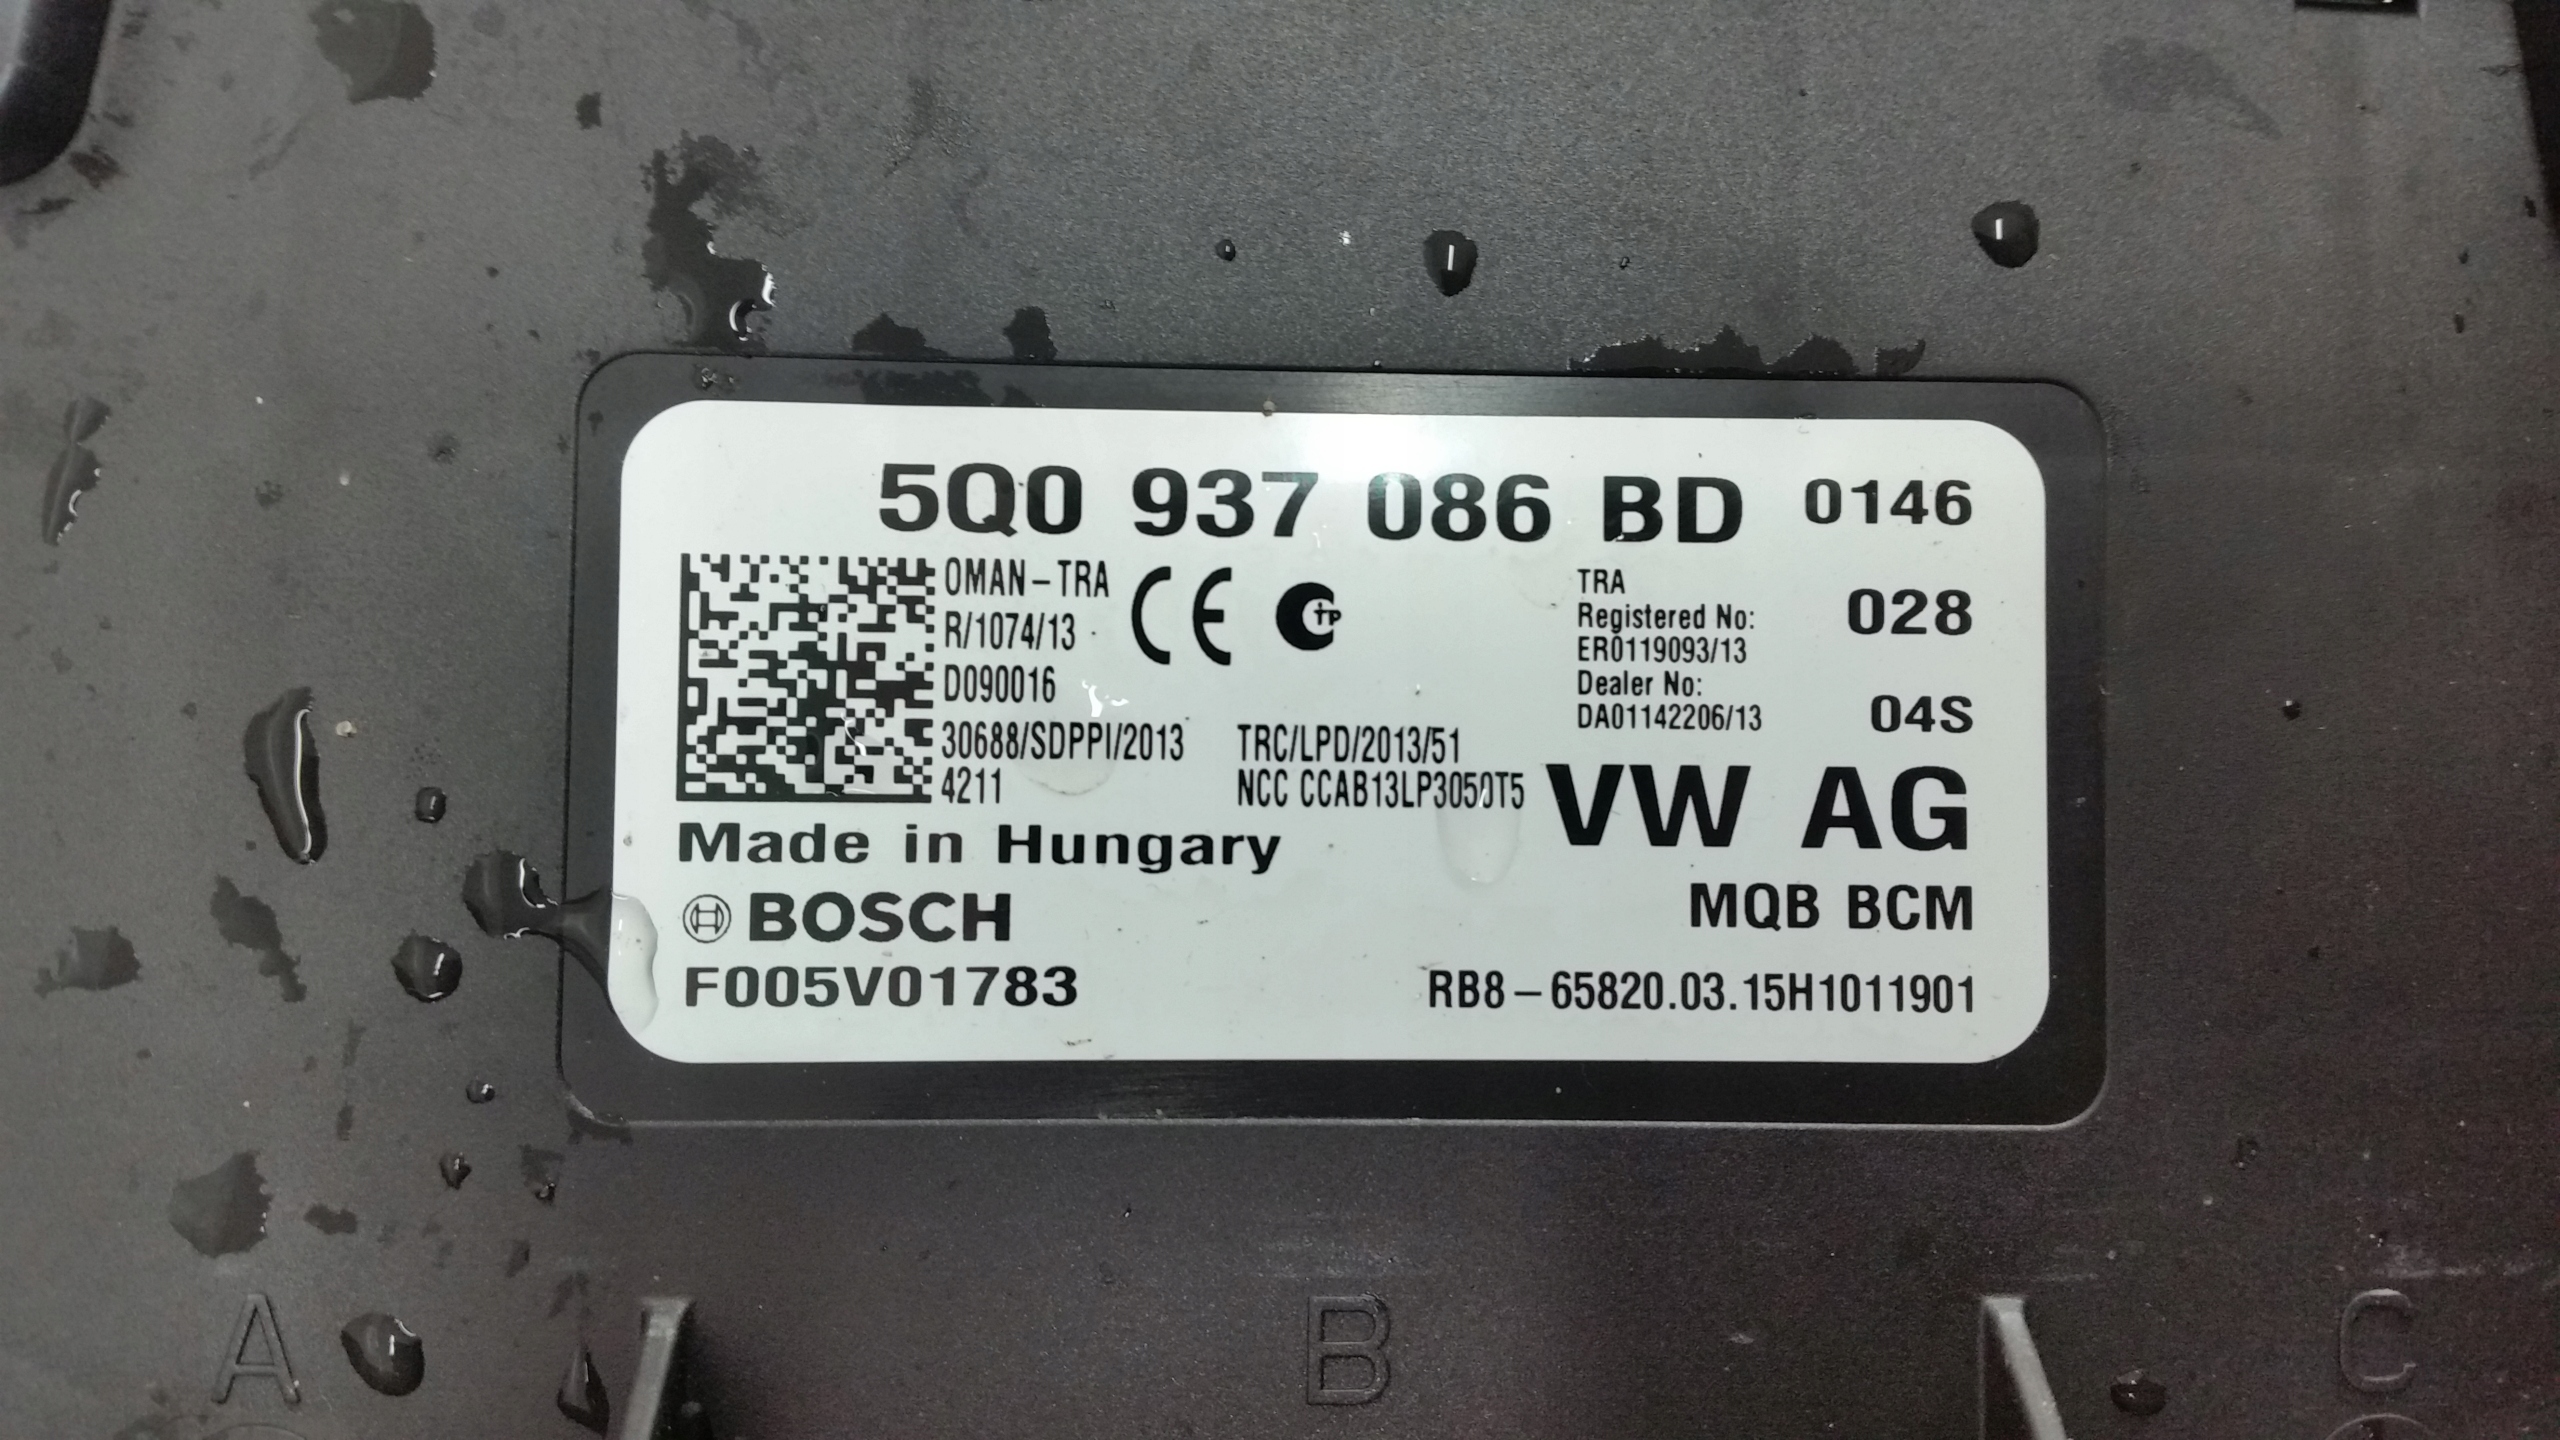 5Q0 937 086 BD 0146
OMAN-TRA
R/1074/13
D090016
30688/SDPPI/2013
4211
CE
TRC/LPD/2013/51
NCC CCAB13LP3050T5
TRA
Registered No:
ER0119093/13
Dealer No:
DA01142206/13
028
04S
VW AG
Made in Hungary
BOSCH
MQB BCM
F005V01783
RB8-65820.03.15H1011901
A
B
C